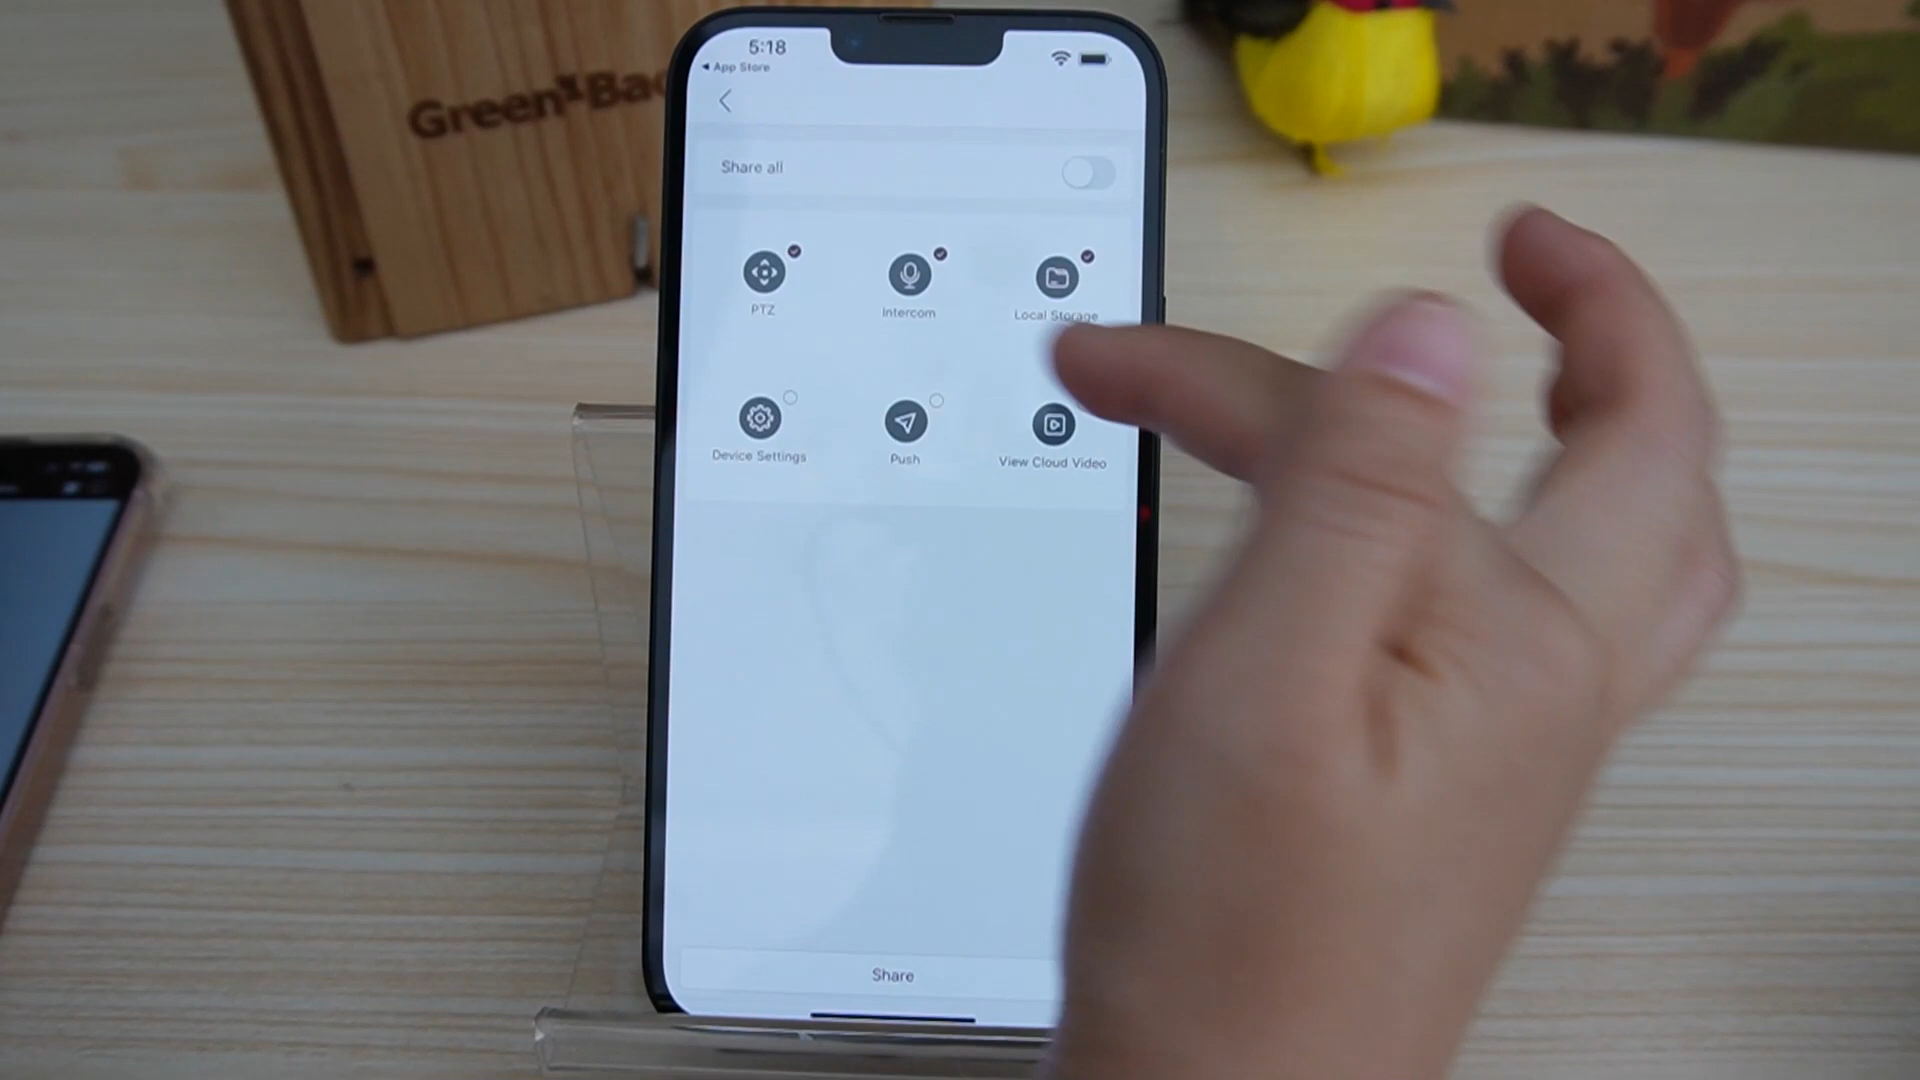 5:18
App Store
Share all
PTZ
Intercom
Local Storage
Device Settings
Push
View Cloud Video
Share
Green